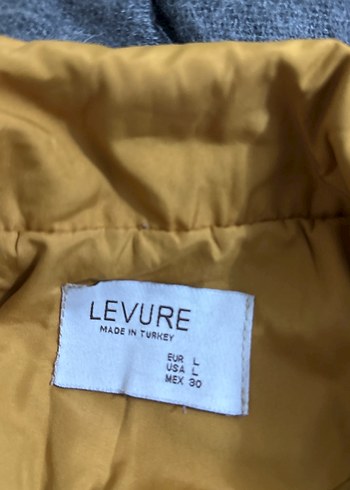 LEVURE
MADE IN TURKEY
EUR L
USA L
MEX 30